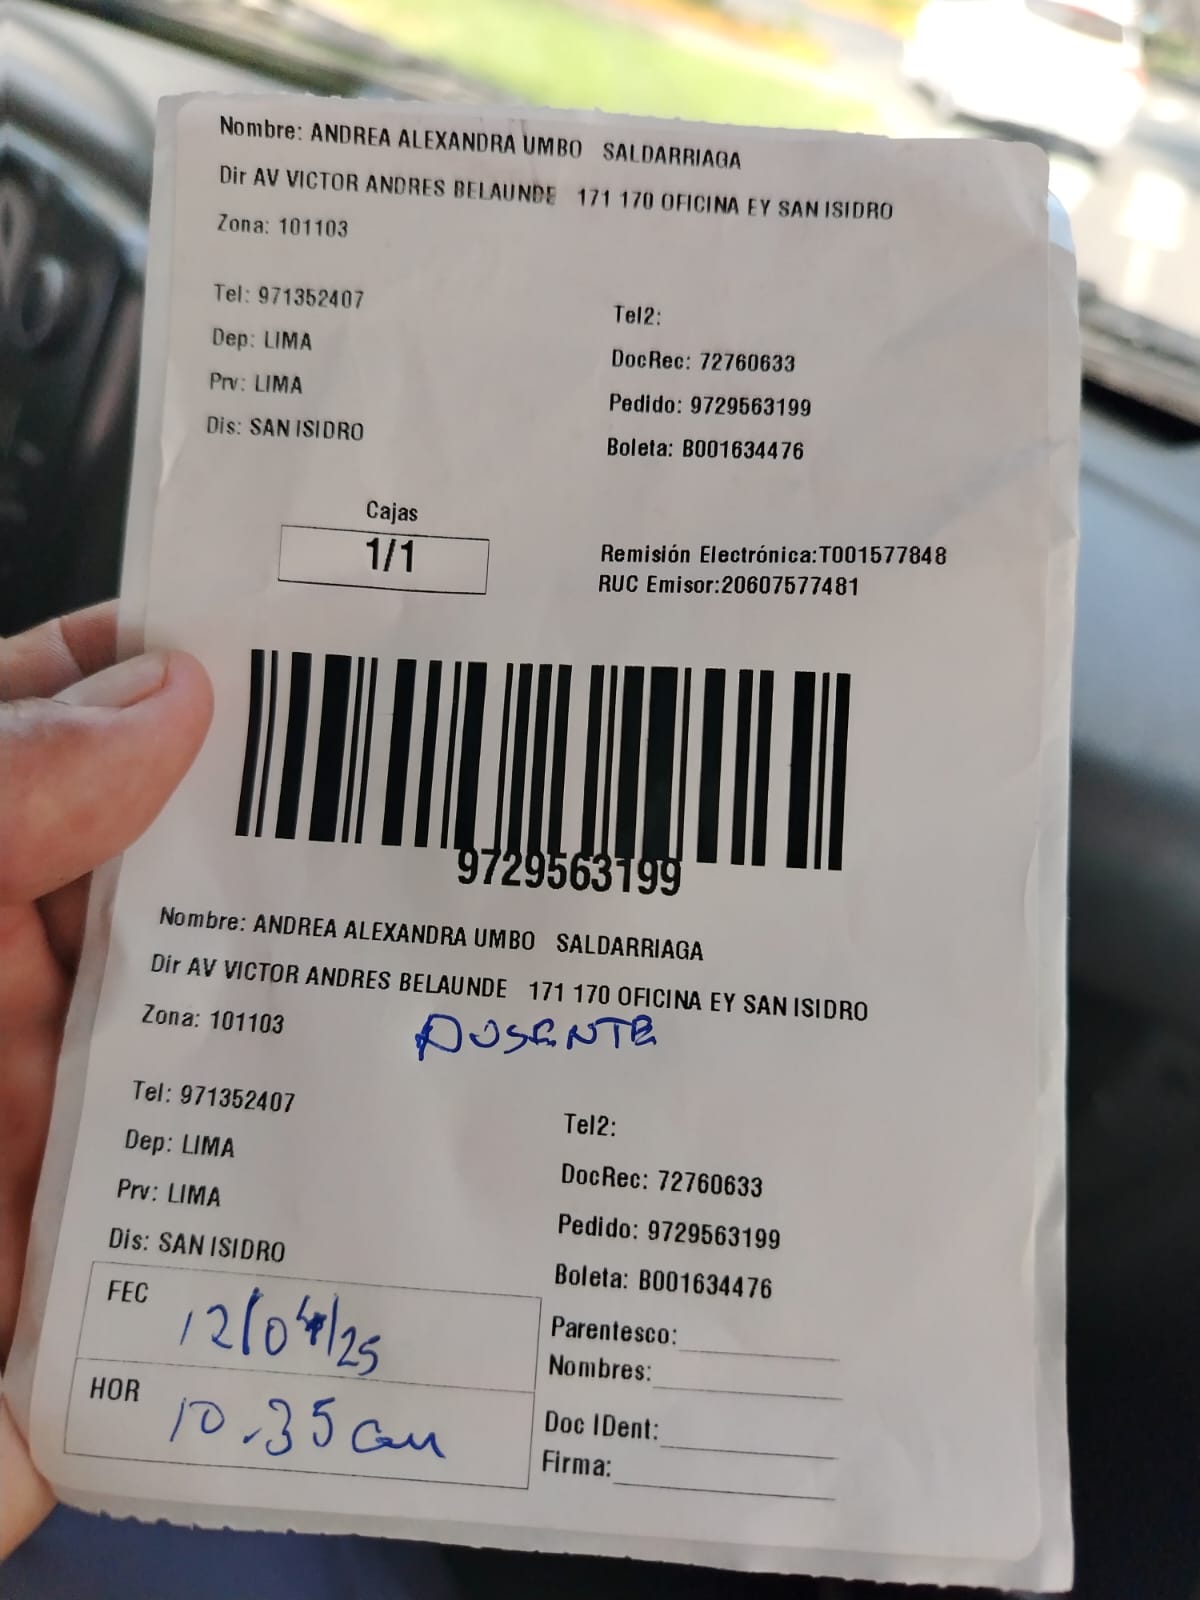 Nombre: ANDREA ALEXANDRA UMBO SALDARRIAGA
Dir AV VICTOR ANDRES BELAUNDE 171 170 OFICINA EY SAN ISIDRO
Zona: 101103
Tel: 971352407
Tel2:
Dep: LIMA
DocRec: 72760633
Prv: LIMA
Pedido: 9729563199
Dis: SAN ISIDRO
Boleta: B001634476
Cajas
1/1
Remisión Electrónica:T001577848
RUC Emisor:20607577481
9729563199
Nombre: ANDREA ALEXANDRA UMBO SALDARRIAGA
Dir AV VICTOR ANDRES BELAUNDE 171 170 OFICINA EY SAN ISIDRO
Zona: 101103
AUSENTE
Tel: 971352407
Tel2:
Dep: LIMA
DocRec: 72760633
Prv: LIMA
Pedido: 9729563199
Dis: SAN ISIDRO
Boleta: B001634476
FEC 12/04/25
Parentesco:
Nombres:
HOR 10.35 am
Doc IDent:
Firma: